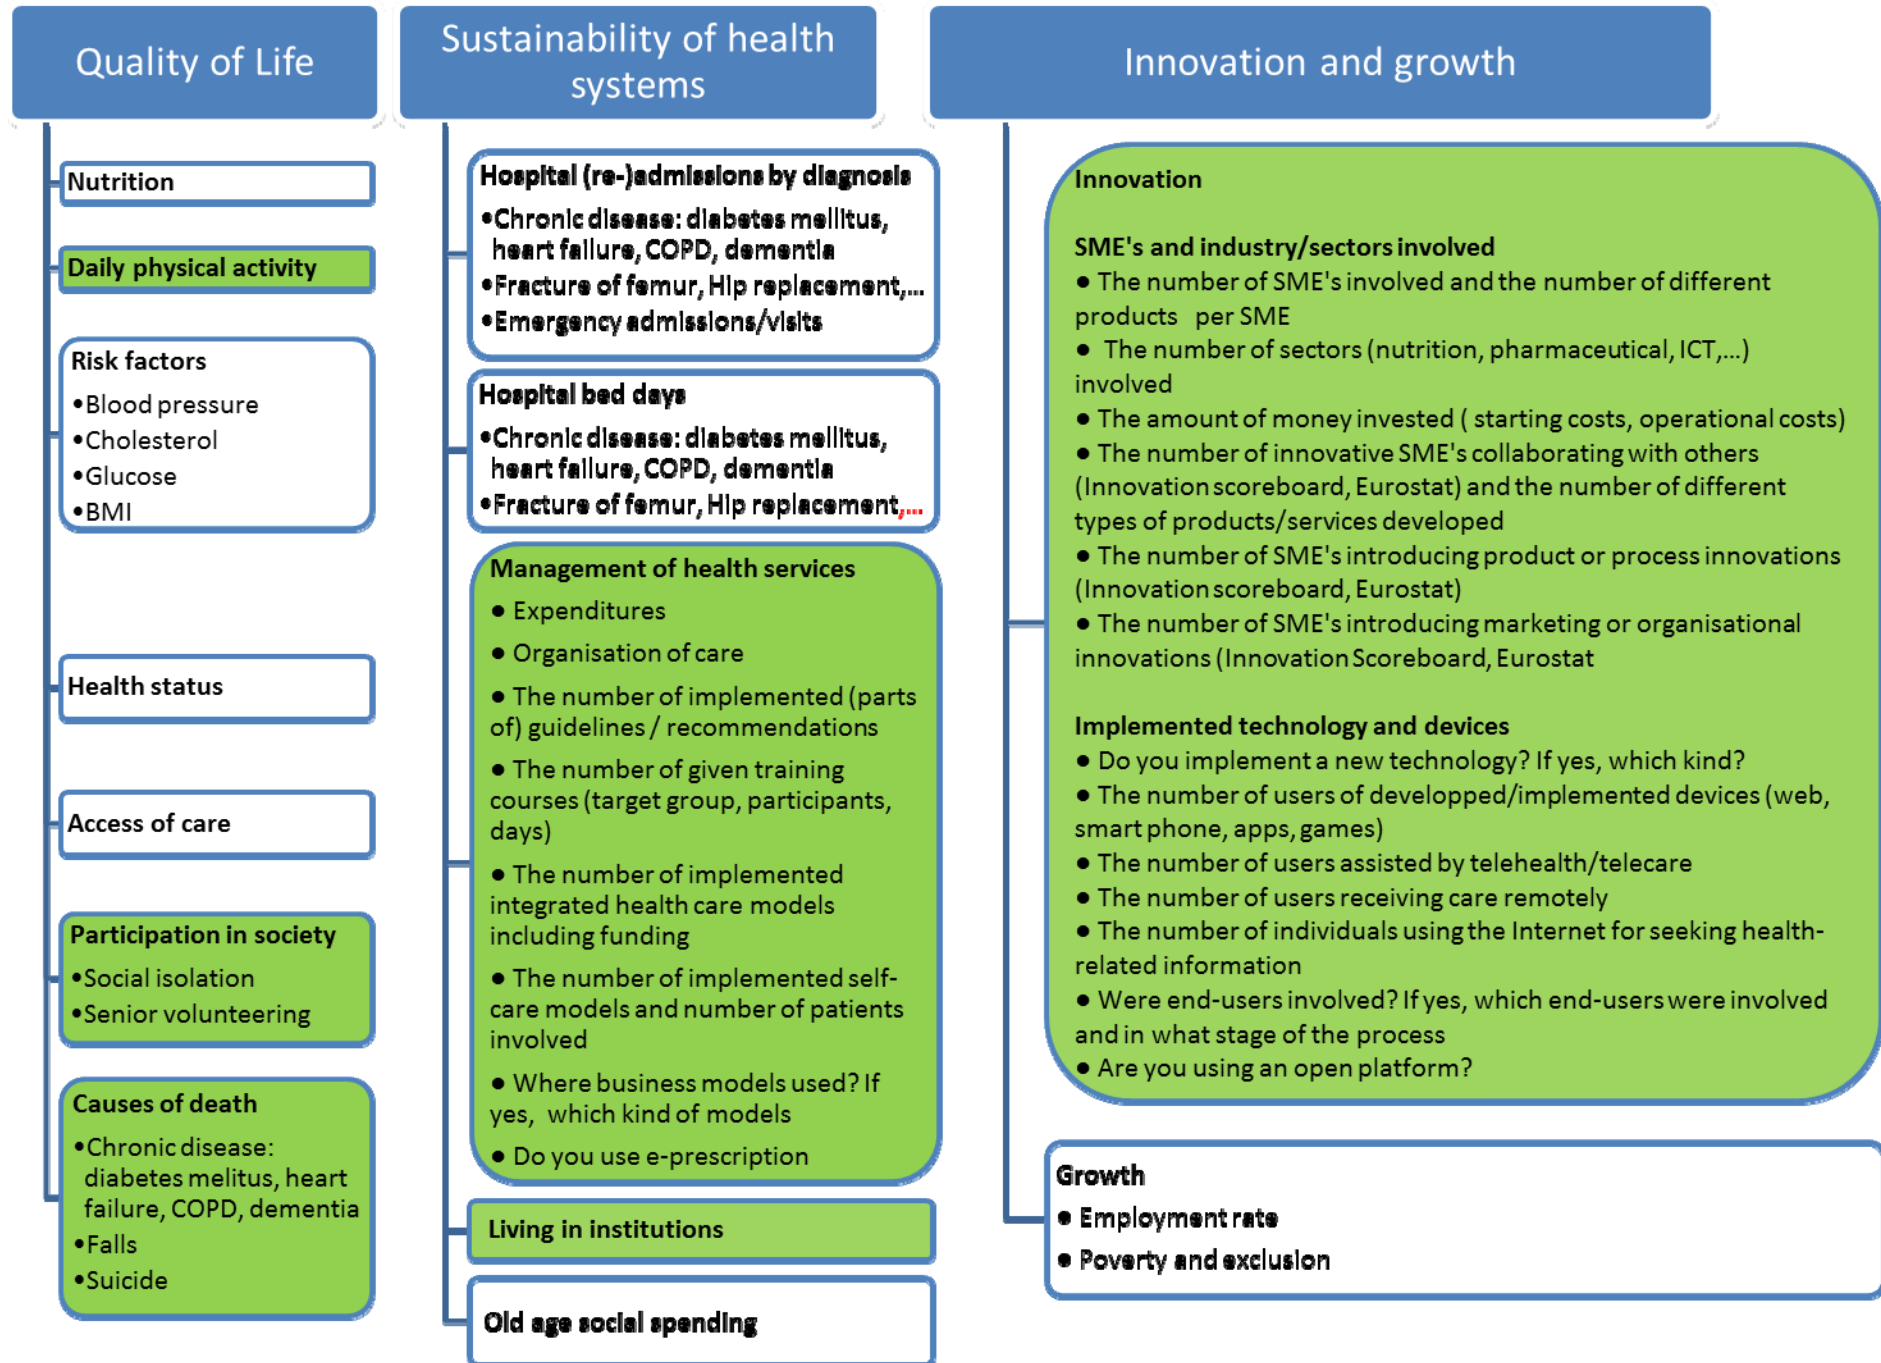 Quality of Life
Nutrition
Daily physical activity
Risk factors
•Blood pressure
•Cholesterol
•Glucose
•BMI
Health status
Access of care
Participation in society
•Social isolation
•Senior volunteering
Causes of death
•Chronic disease:
diabetes melitus, heart
failure, COPD, dementia
•Falls
•Suicide
Sustainability of health
systems
Hospital (re-)admissions by diagnosis
•Chronic disease: diabetes mellitus,
heart failure, COPD, dementia
•Fracture of femur, Hip replacement,...
•Emergency admissions/visits
Hospital bed days
•Chronic disease: diabetes mellitus,
heart failure, COPD, dementia
•Fracture of femur, Hip replacement,...
Management of health services
● Expenditures
● Organisation of care
● The number of implemented (parts
of) guidelines / recommendations
● The number of given training
courses (target group, participants,
days)
● The number of implemented
integrated health care models
including funding
● The number of implemented self-
care models and number of patients
involved
● Where business models used? If
yes, which kind of models
● Do you use e-prescription
Living in institutions
Old age social spending
Innovation and growth
Innovation
SME's and industry/sectors involved
● The number of SME's involved and the number of different
products per SME
● The number of sectors (nutrition, pharmaceutical, ICT,...)
involved
● The amount of money invested ( starting costs, operational costs)
● The number of innovative SME's collaborating with others
(Innovation scoreboard, Eurostat) and the number of different
types of products/services developed
● The number of SME's introducing product or process innovations
(Innovation scoreboard, Eurostat)
● The number of SME's introducing marketing or organisational
innovations (Innovation Scoreboard, Eurostat
Implemented technology and devices
● Do you implement a new technology? If yes, which kind?
● The number of users of developped/implemented devices (web,
smart phone, apps, games)
● The number of users assisted by telehealth/telecare
● The number of users receiving care remotely
● The number of individuals using the Internet for seeking health-
related information
● Were end-users involved? If yes, which end-users were involved
and in what stage of the process
● Are you using an open platform?
Growth
● Employment rate
● Poverty and exclusion